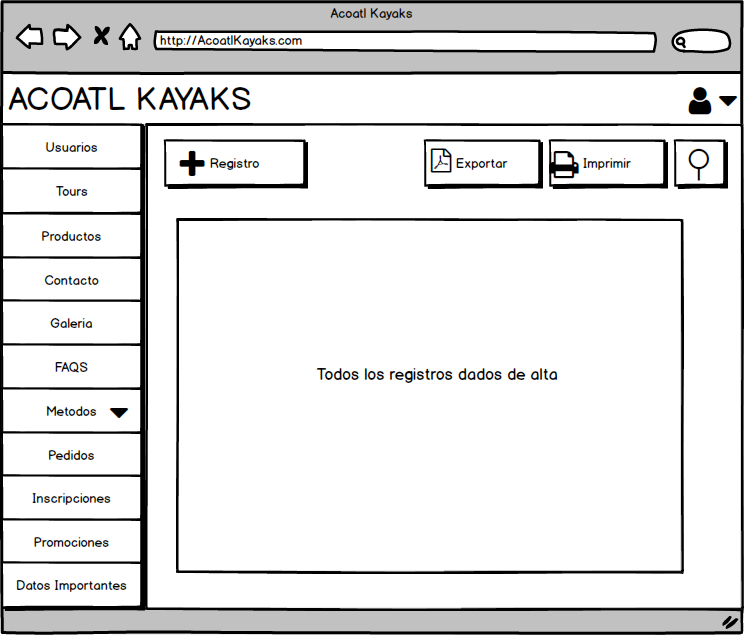 Acoatl Kayaks
http://AcoatlKayaks.com
ACOATL KAYAKS
Usuarios
Tours
Productos
Contacto
Galeria
FAQS
Metodos
Pedidos
Inscripciones
Promociones
Datos Importantes
Registro
Exportar
Imprimir
Todos los registros dados de alta